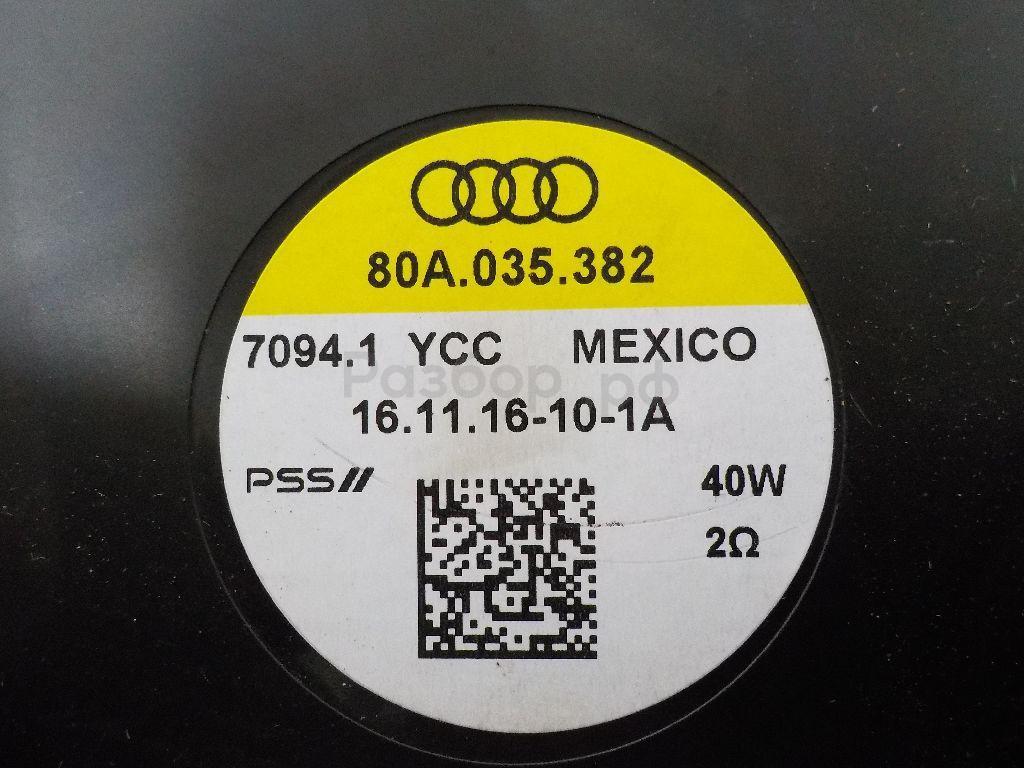 80A.035.382
7094.1 YCC MEXICO
Разбор.рф
16.11.16-10-1A
PSS// 40W
2Ω